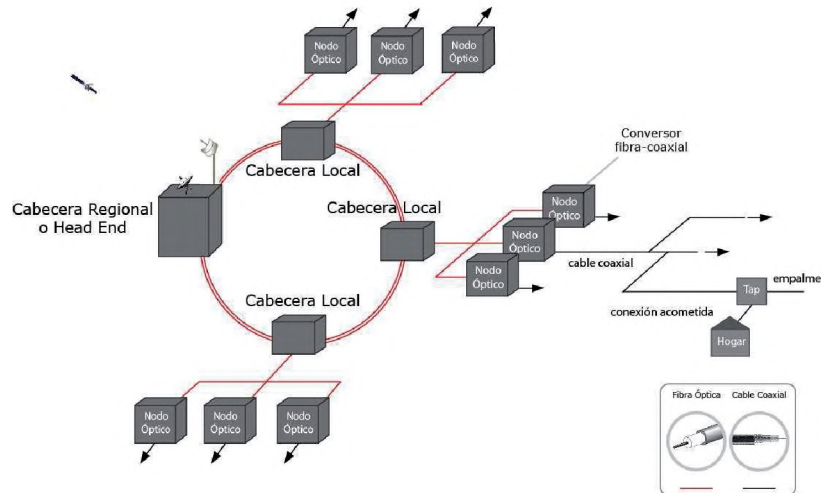 Nodo
Óptico
Nodo
Óptico
Nodo
Óptico
Conversor
fibra-coaxial
Cabecera Local
Cabecera Regional
o Head End
Cabecera Local
Nodo
Óptico
Nodo
Óptico
Nodo
Óptico
cable coaxial
empalme
Tap
conexión acometida
Hogar
Cabecera Local
Nodo
Óptico
Nodo
Óptico
Nodo
Óptico
Fibra Óptica
Cable Coaxial